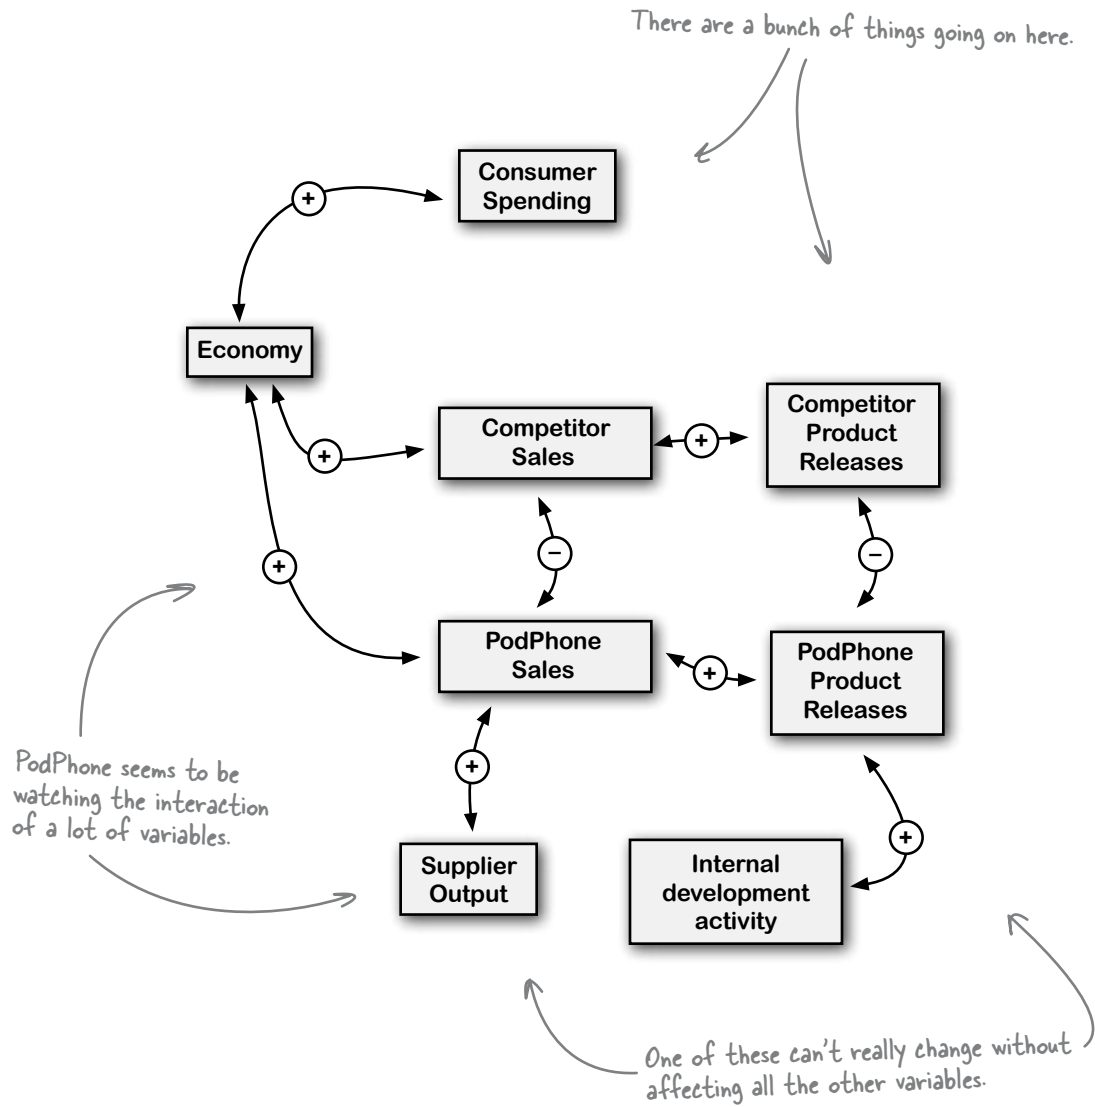 There are a bunch of things going on here.
Consumer
Spending
+
Economy
Competitor
Sales
+
+
Competitor
Product
Releases
+
−
−
PodPhone
Sales
+
PodPhone
Product
Releases
+
PodPhone seems to be
watching the interaction
of a lot of variables.
Supplier
Output
Internal
development
activity
+
One of these can't really change without
affecting all the other variables.